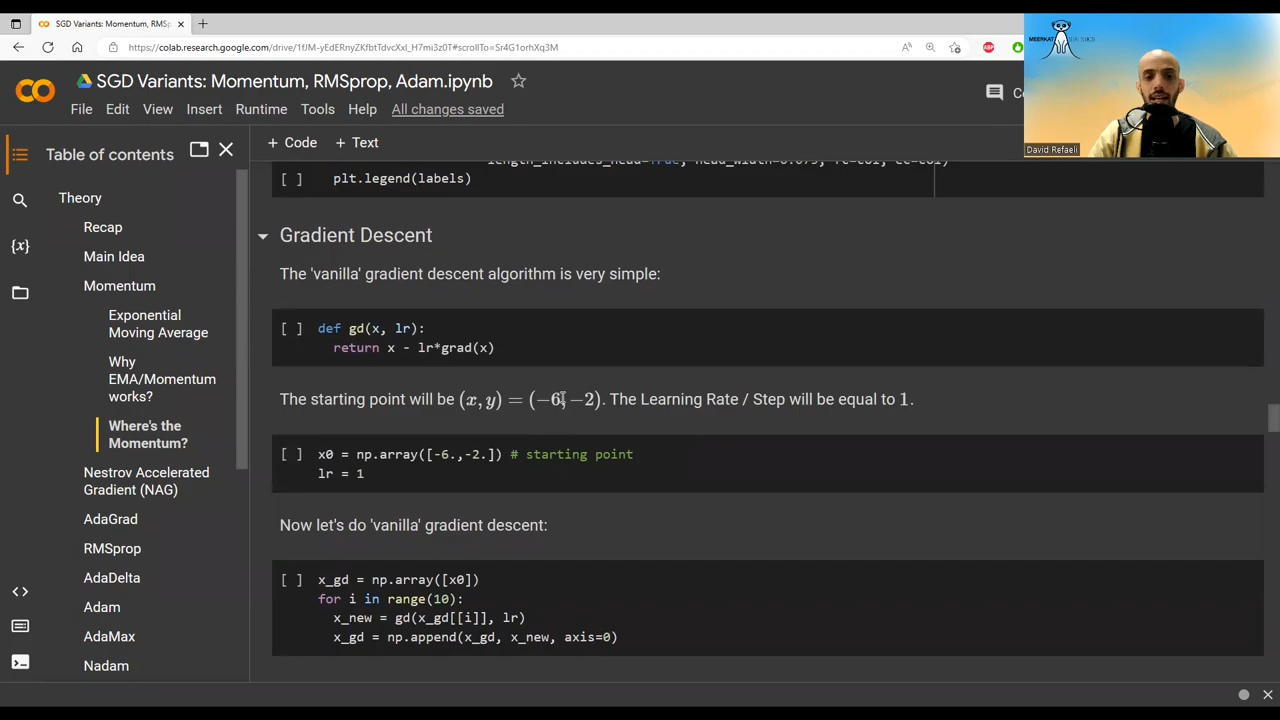 SGD Variants: Momentum, RMSp
https://colab.research.google.com/drive/1fJM-yEdERnyZKfbtTdvcXxI_H7mi3z0t#scrollTo=Sr4G1orhXq3M
MEERKAT
David Refaeli
SGD Variants: Momentum, RMSprop, Adam.ipynb
File Edit View Insert Runtime Tools Help All changes saved
+ Code + Text
Table of contents
Theory
Recap
Main Idea
Momentum
Exponential
Moving Average
Why
EMA/Momentum
works?
Where's the
Momentum?
Nestrov Accelerated
Gradient (NAG)
AdaGrad
RMSprop
AdaDelta
Adam
AdaMax
Nadam
[ ] plt.legend(labels)
Gradient Descent
The 'vanilla' gradient descent algorithm is very simple:
[ ] def gd(x, lr):
return x - lr*grad(x)
The starting point will be (x, y) = (−6, −2). The Learning Rate / Step will be equal to 1.
[ ] x0 = np.array([-6.,-2.]) # starting point
lr = 1
Now let's do 'vanilla' gradient descent:
[ ] x_gd = np.array([x0])
for i in range(10):
x_new = gd(x_gd[[i]], lr)
x_gd = np.append(x_gd, x_new, axis=0)